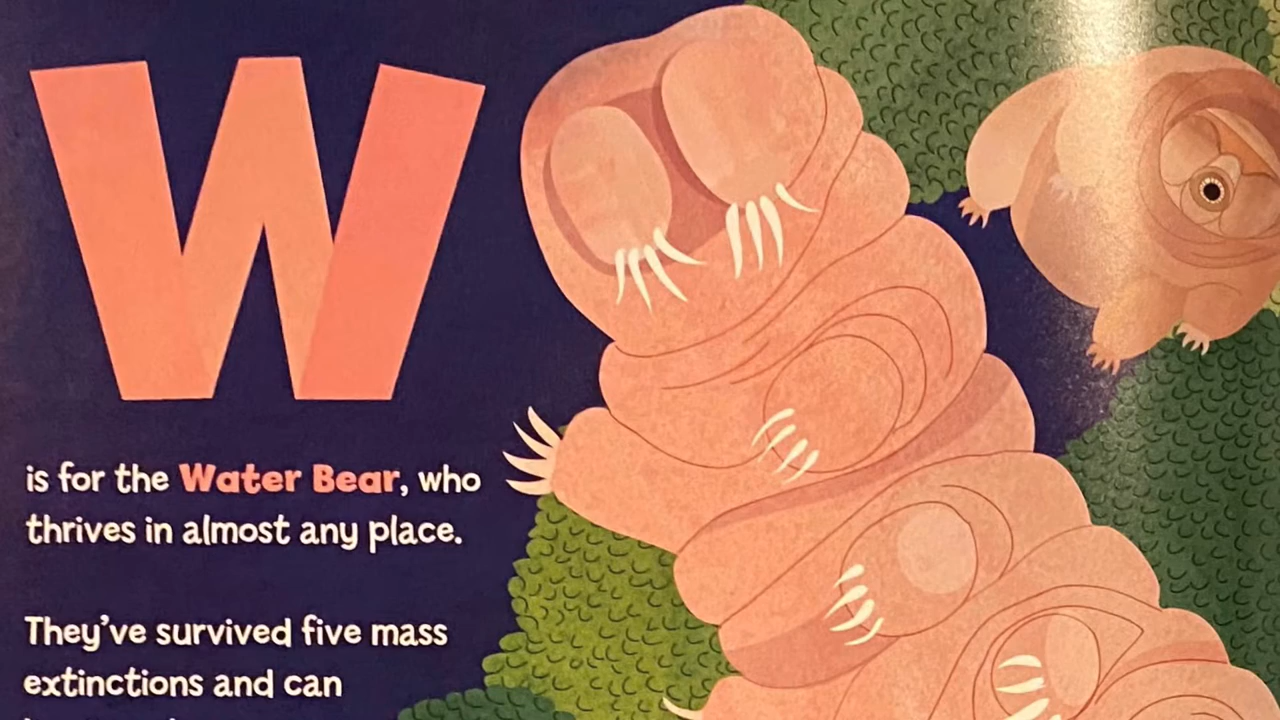 W
is for the Water Bear, who
thrives in almost any place.
They've survived five mass
extinctions and can